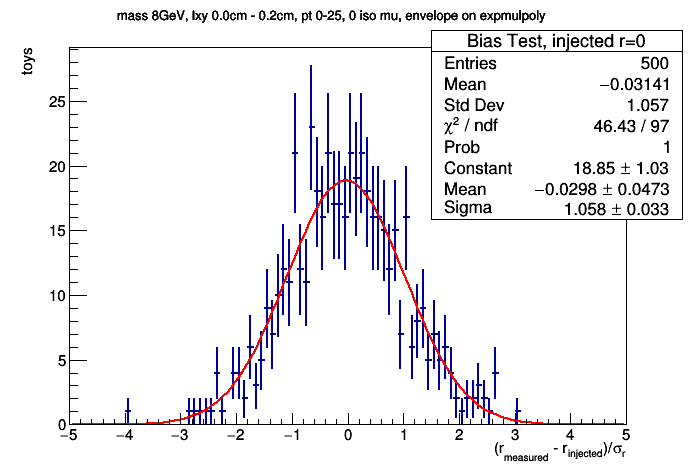 mass 8GeV, lxy 0.0cm - 0.2cm, pt 0-25, 0 iso mu, envelope on expmulpoly
Bias Test, injected r=0
Entries 500
Mean −0.03141
Std Dev 1.057
χ² / ndf 46.43 / 97
Prob 1
Constant 18.85 ± 1.03
Mean −0.0298 ± 0.0473
Sigma 1.058 ± 0.033
toys
25
20
15
10
5
0
−5 −4 −3 −2 −1 0 1 2 3 4 5
(r_measured - r_injected)/σ_r